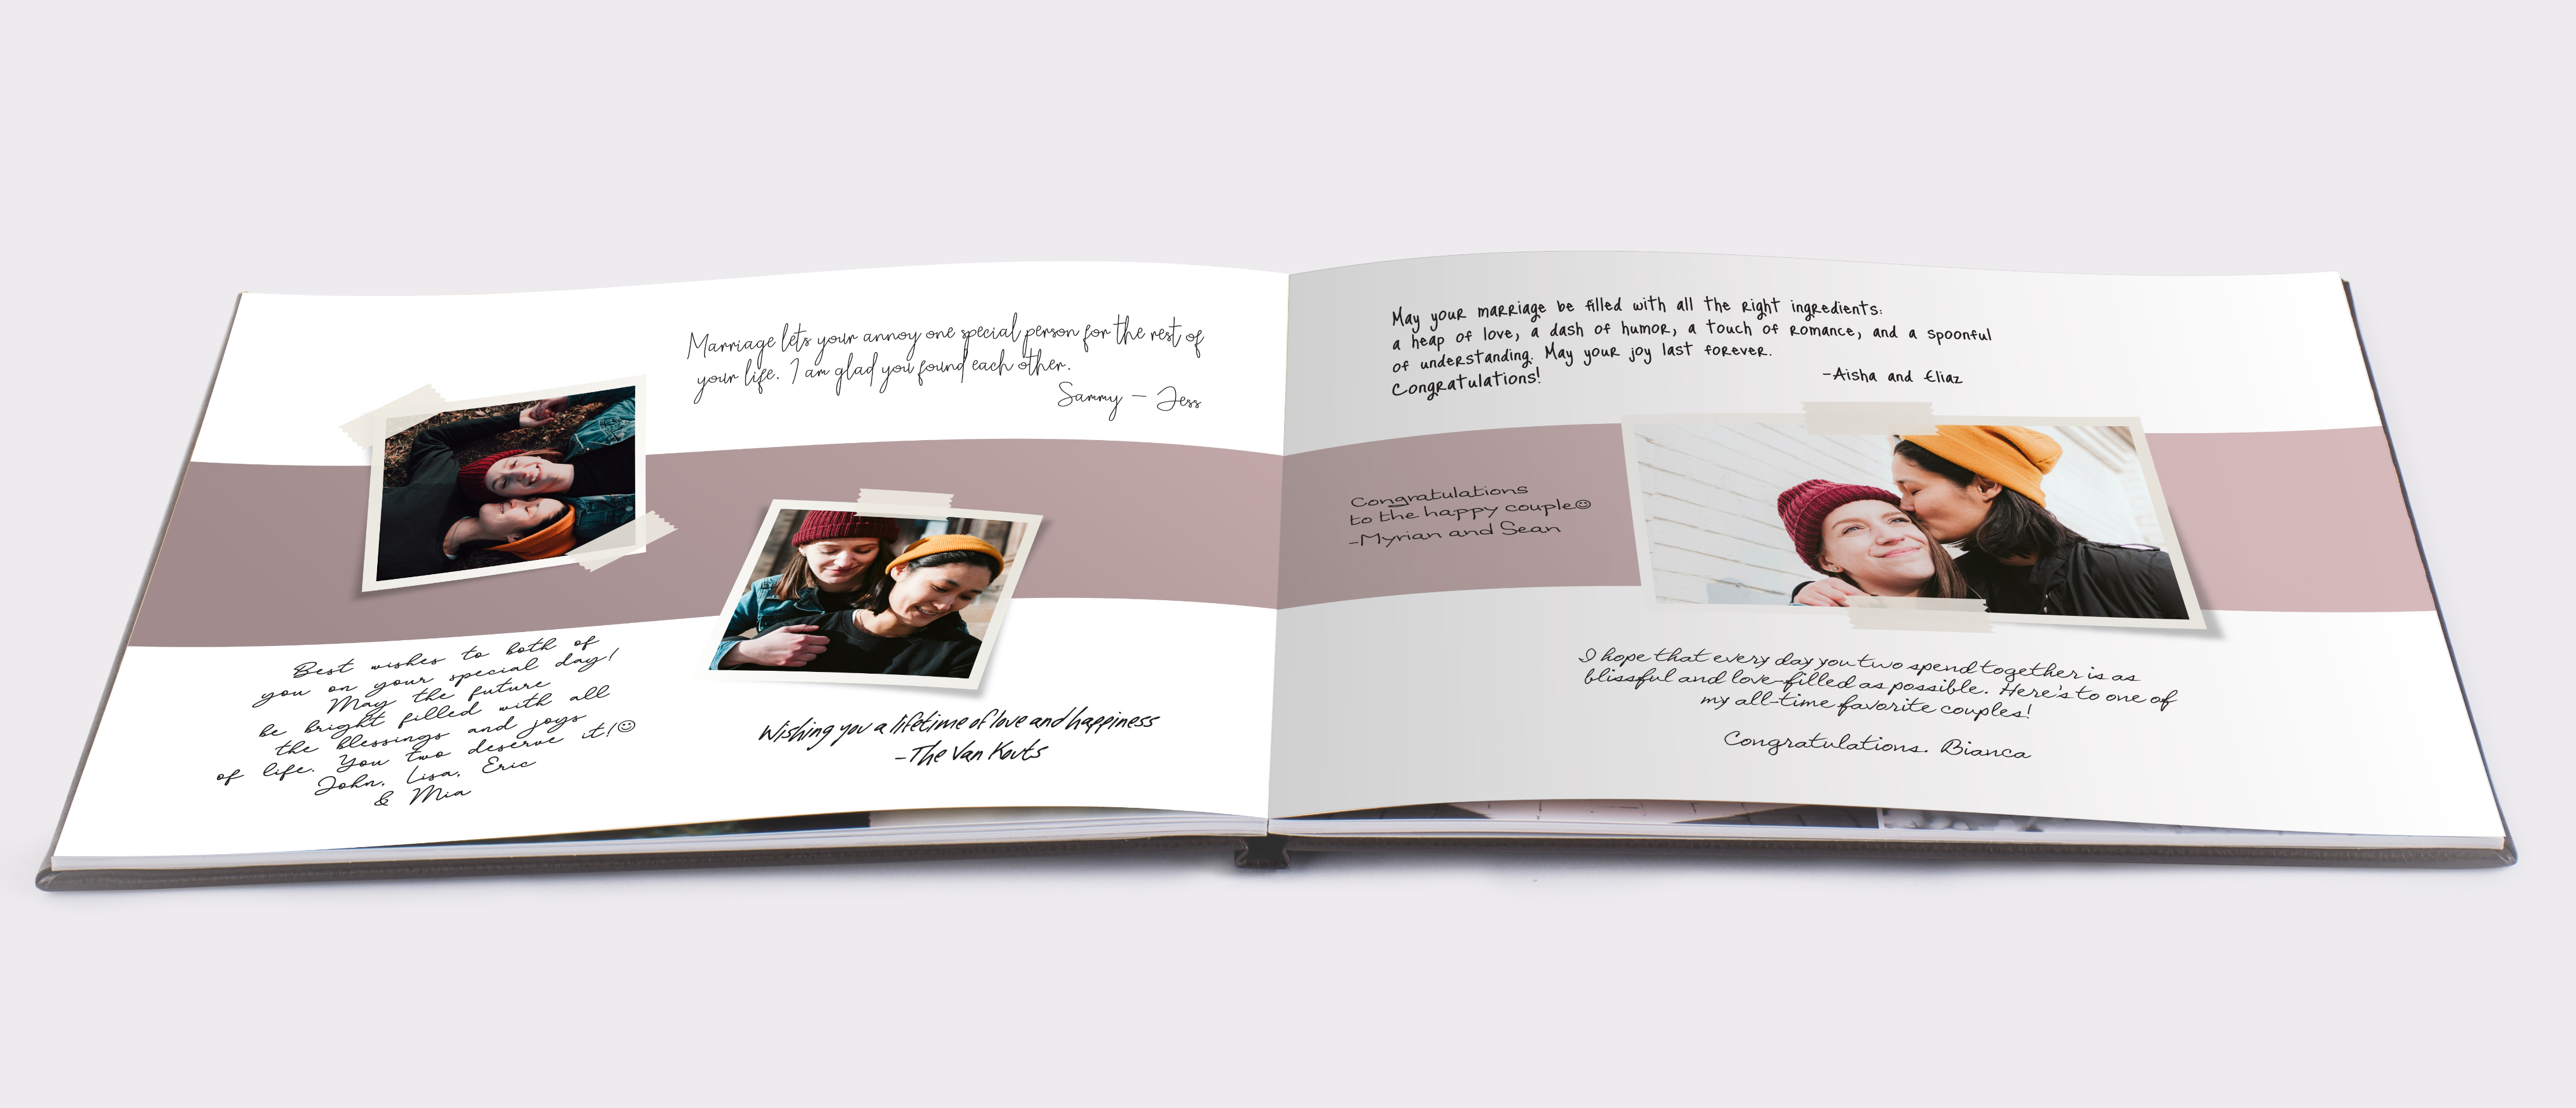 Marriage lets your annoy one special person for the rest of
your life. I am glad you found each other.
Sammy – Jess
Best wishes to both of
you on your special day!
May the future
be bright filled with all
the blessings and joys
of life. You two deserve it!☺
John, Lisa, Eric
& Mia
Wishing you a lifetime of love and happiness
-The Van Kouts
May your marriage be filled with all the right ingredients:
a heap of love, a dash of humor, a touch of romance, and a spoonful
of understanding. May your joy last forever.
Congratulations!
-Aisha and Eliaz
Congratulations
to the happy couple☺
-Myrian and Sean
I hope that every day you two spend together is as
blissful and love-filled as possible. Here's to one of
my all-time favorite couples!
Congratulations. Bianca